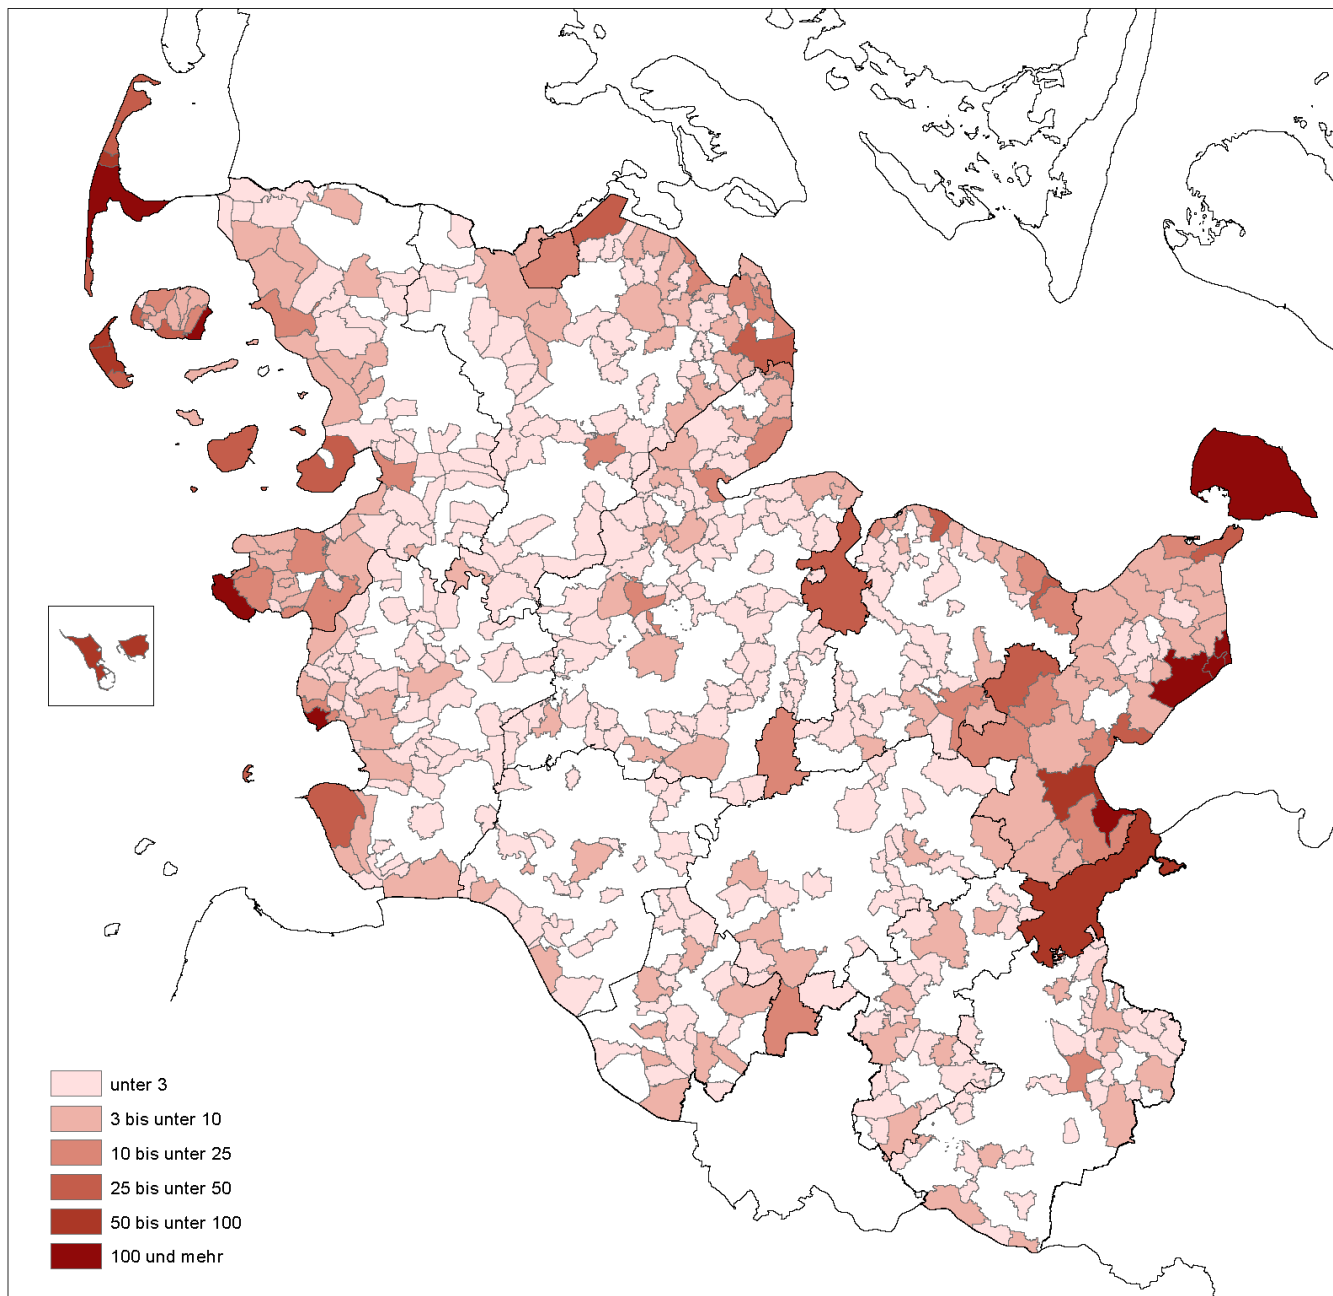 unter 3
3 bis unter 10
10 bis unter 25
25 bis unter 50
50 bis unter 100
100 und mehr